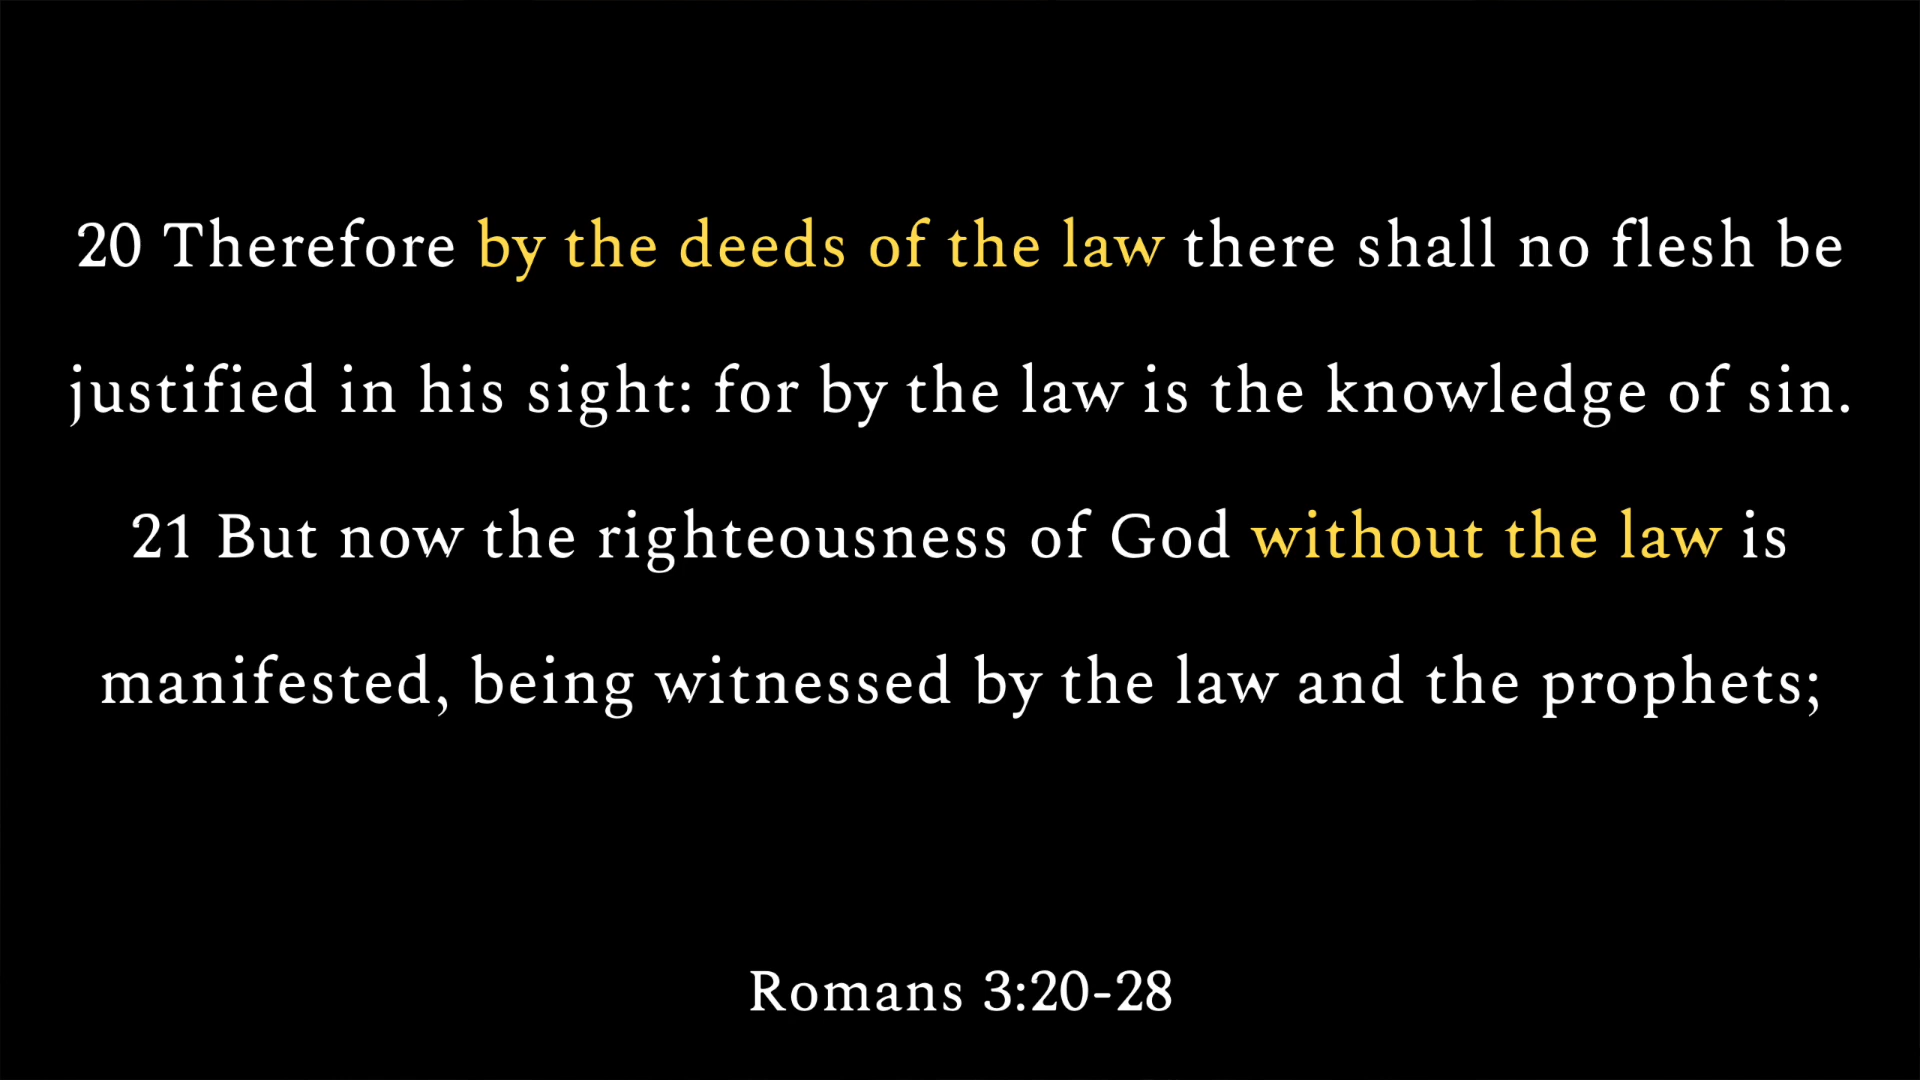 20 Therefore by the deeds of the law there shall no flesh be
justified in his sight: for by the law is the knowledge of sin.
21 But now the righteousness of God without the law is
manifested, being witnessed by the law and the prophets;
Romans 3:20-28